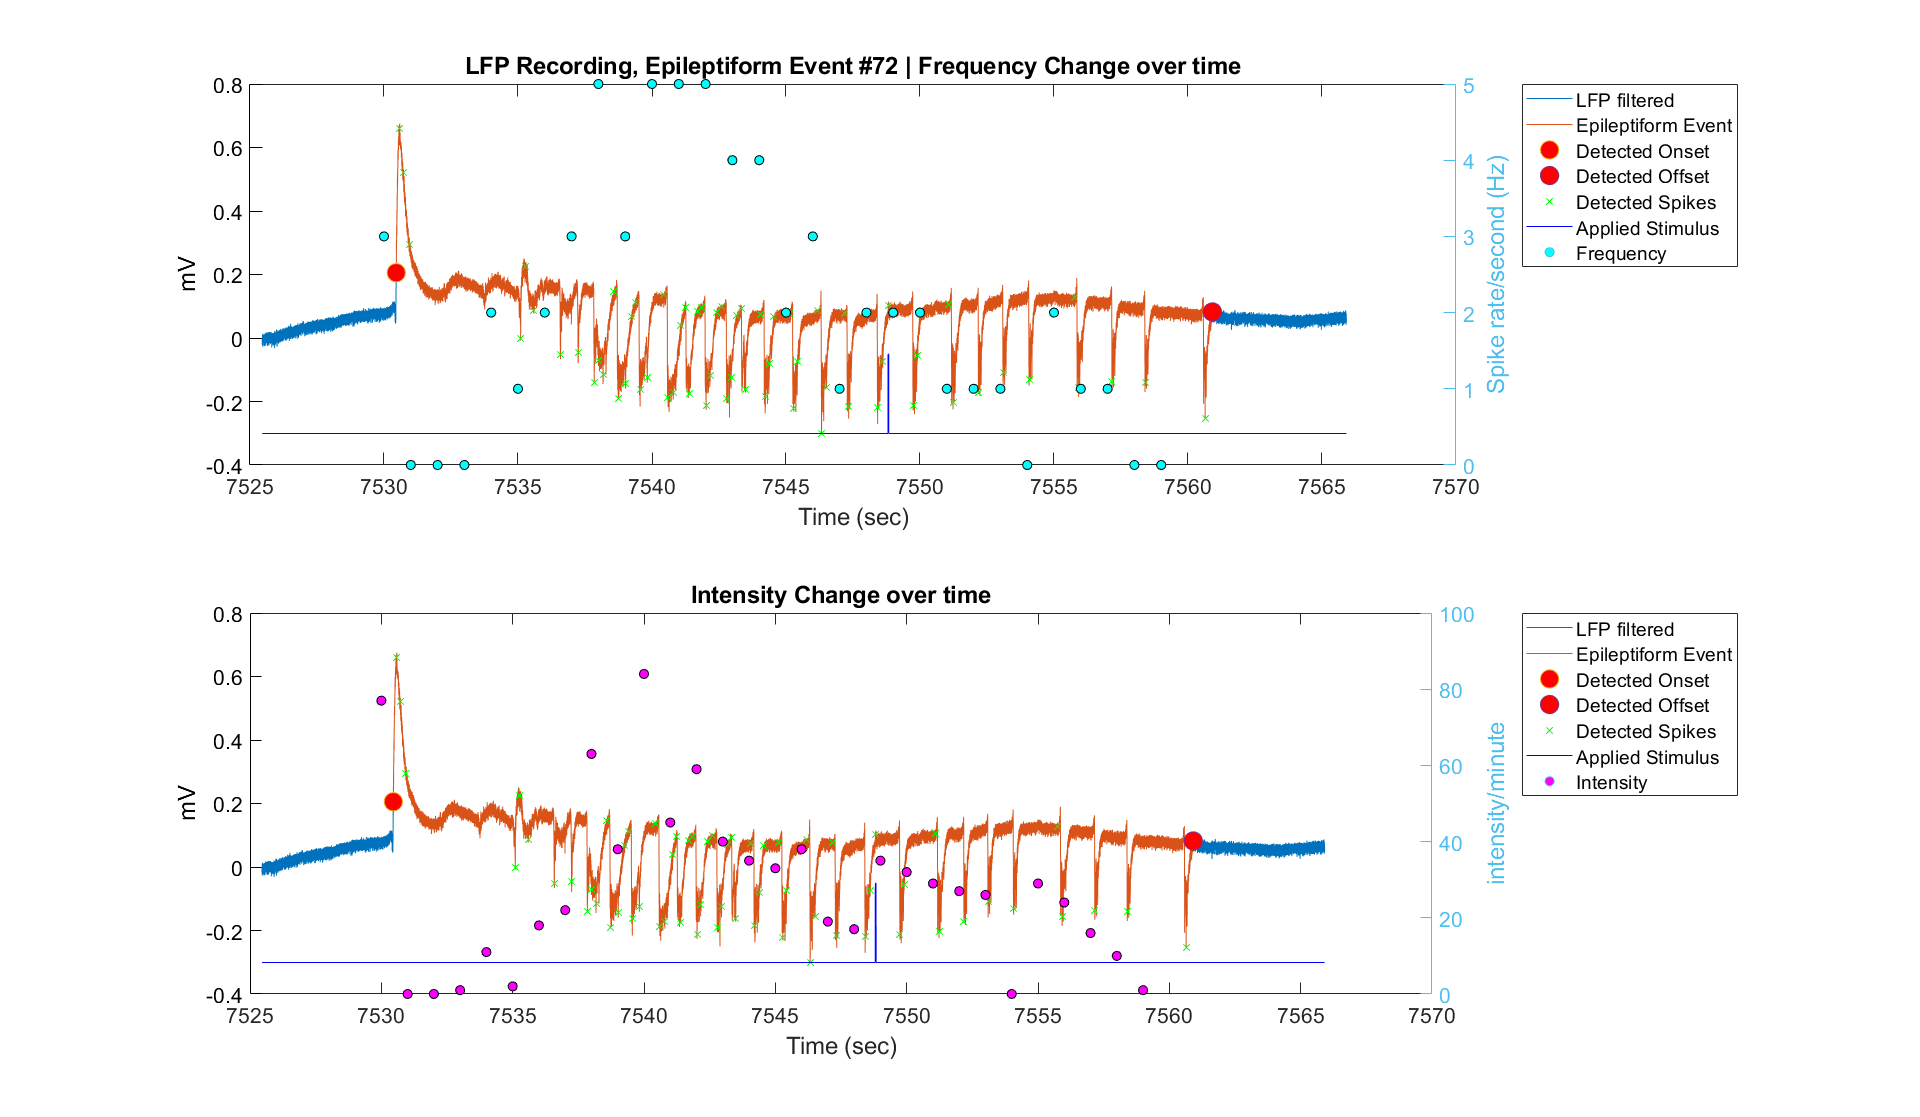 LFP Recording, Epileptiform Event #72 | Frequency Change over time
0.8
0.6
0.4
0.2
0
-0.2
-0.4
mV
5
4
3
2
1
0
Spike rate/second (Hz)
7525 7530 7535 7540 7545 7550 7555 7560 7565 7570
Time (sec)
LFP filtered
Epileptiform Event
Detected Onset
Detected Offset
Detected Spikes
Applied Stimulus
Frequency
Intensity Change over time
0.8
0.6
0.4
0.2
0
-0.2
-0.4
mV
100
80
60
40
20
0
intensity/minute
7525 7530 7535 7540 7545 7550 7555 7560 7565 7570
Time (sec)
LFP filtered
Epileptiform Event
Detected Onset
Detected Offset
Detected Spikes
Applied Stimulus
Intensity